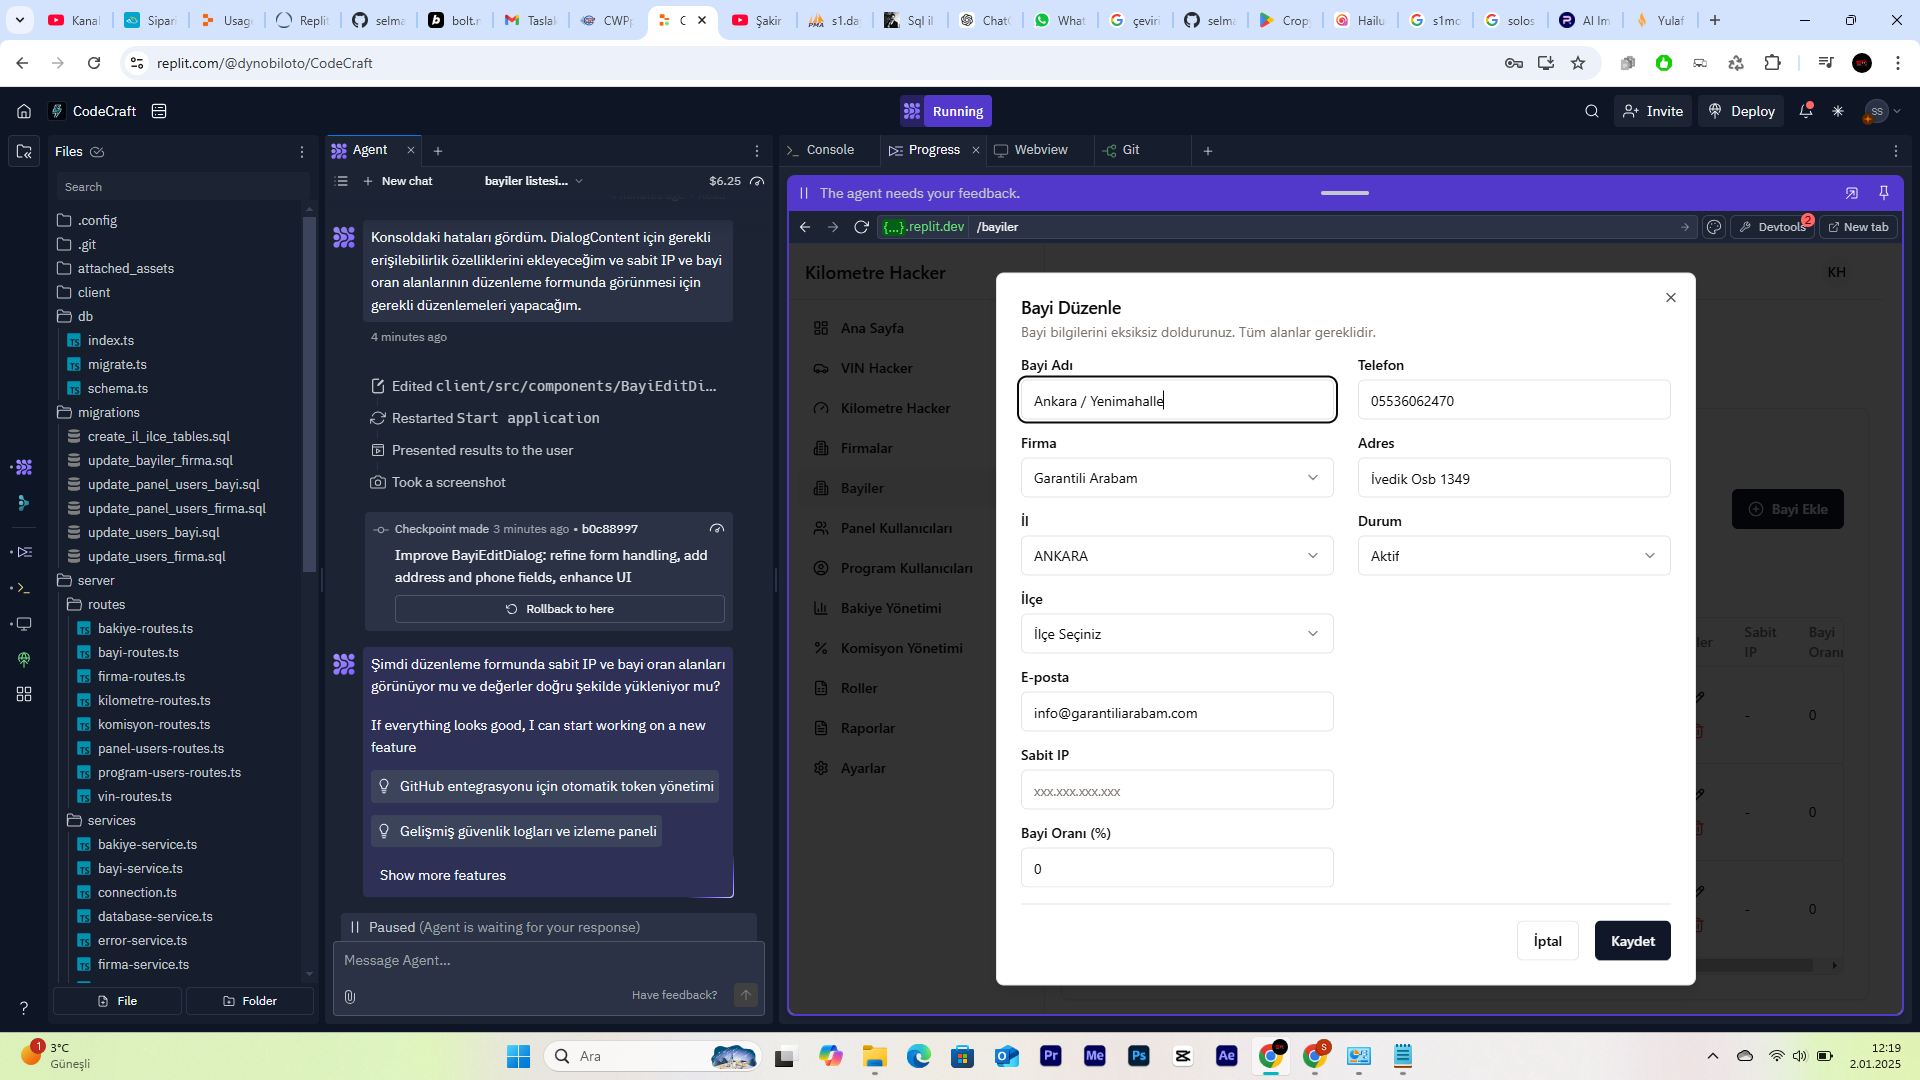 Kanal
Sipari
Usage
Replit
selma
bolt.n
Taslak
CWPp
C
Şakir
s1.da
Sql il
ChatG
What
çeviri
selma
Crop
Hailu
s1mo
solos
AI Im
Yulaf
replit.com/@dynobiloto/CodeCraft
CodeCraft
Running
Invite
Deploy
SS
Files
Search
.config
.git
attached_assets
client
db
index.ts
migrate.ts
schema.ts
migrations
create_il_ilce_tables.sql
update_bayiler_firma.sql
update_panel_users_bayi.sql
update_panel_users_firma.sql
update_users_bayi.sql
update_users_firma.sql
server
routes
bakiye-routes.ts
bayi-routes.ts
firma-routes.ts
kilometre-routes.ts
komisyon-routes.ts
panel-users-routes.ts
program-users-routes.ts
vin-routes.ts
services
bakiye-service.ts
bayi-service.ts
connection.ts
database-service.ts
error-service.ts
firma-service.ts
File
Folder
Agent
New chat
bayiler listesi...
$6.25
Konsoldaki hataları gördüm. DialogContent için gerekli
erişilebilirlik özelliklerini ekleyeceğim ve sabit IP ve bayi
oran alanlarının düzenleme formunda görünmesi için
gerekli düzenlemeleri yapacağım.
4 minutes ago
Edited client/src/components/BayiEditDi...
Restarted Start application
Presented results to the user
Took a screenshot
Checkpoint made 3 minutes ago • b0c88997
Improve BayiEditDialog: refine form handling, add
address and phone fields, enhance UI
Rollback to here
Şimdi düzenleme formunda sabit IP ve bayi oran alanları
görünüyor mu ve değerler doğru şekilde yükleniyor mu?
If everything looks good, I can start working on a new
feature
GitHub entegrasyonu için otomatik token yönetimi
Gelişmiş güvenlik logları ve izleme paneli
Show more features
Paused (Agent is waiting for your response)
Message Agent...
Have feedback?
Console
Progress
Webview
Git
The agent needs your feedback.
{...}.replit.dev
/bayiler
Devtools
2
New tab
Kilometre Hacker
KH
Ana Sayfa
VIN Hacker
Kilometre Hacker
Firmalar
Bayiler
Panel Kullanıcıları
Program Kullanıcıları
Bakiye Yönetimi
Komisyon Yönetimi
Roller
Raporlar
Ayarlar
Bayi Ekle
ler
Sabit
IP
Bayi
Oranı
-
0
-
0
-
0
Bayi Düzenle
Bayi bilgilerini eksiksiz doldurunuz. Tüm alanlar gereklidir.
Bayi Adı
Ankara / Yenimahalle
Telefon
05536062470
Firma
Garantili Arabam
Adres
İvedik Osb 1349
İl
ANKARA
Durum
Aktif
İlçe
İlçe Seçiniz
E-posta
info@garantiliarabam.com
Sabit IP
xxx.xxx.xxx.xxx
Bayi Oranı (%)
0
İptal
Kaydet
1
3°C
Güneşli
Ara
Pr
Me
Ps
Ae
S
12:19
2.01.2025